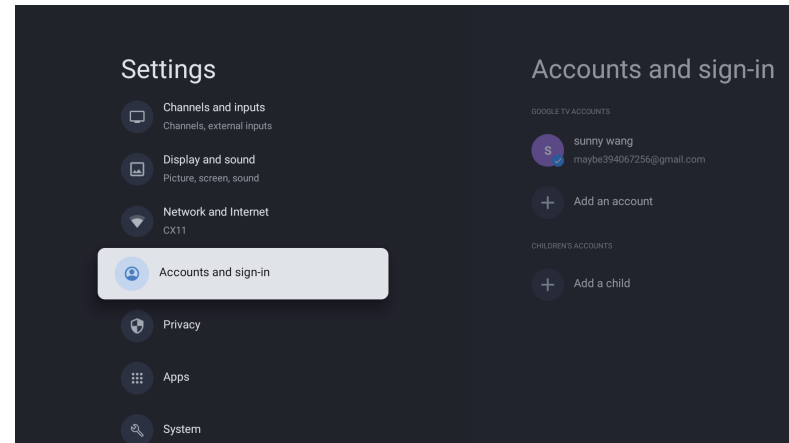 Settings
Channels and inputs
Channels, external inputs
Display and sound
Picture, screen, sound
Network and Internet
CX11
Accounts and sign-in
Privacy
Apps
System
Accounts and sign-in
GOOGLE TV ACCOUNTS
S
sunny wang
maybe394067256@gmail.com
Add an account
CHILDREN'S ACCOUNTS
Add a child